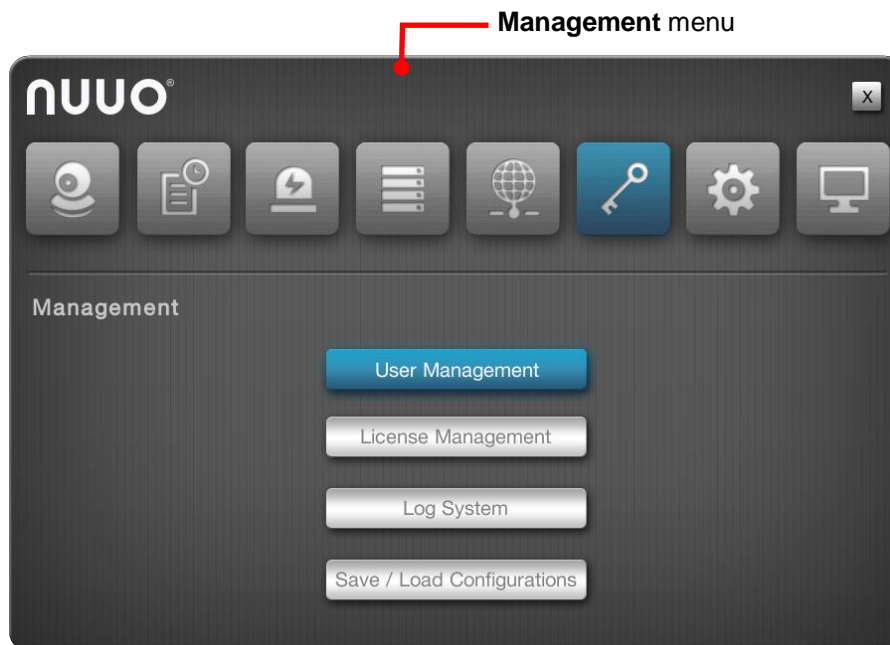 Management menu
nuuo®
X
Management
User Management
License Management
Log System
Save / Load Configurations